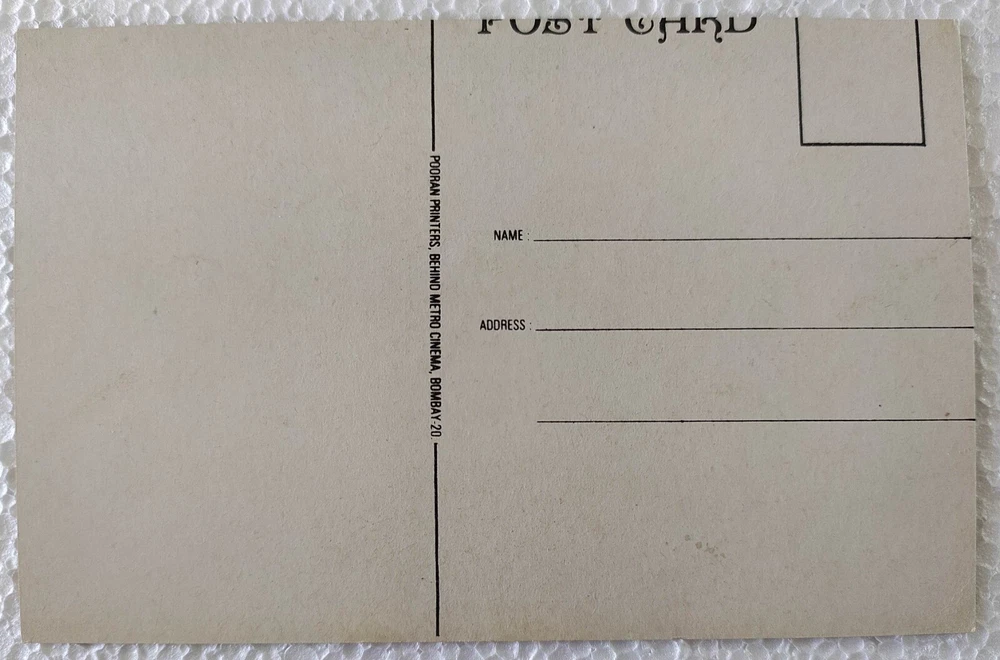 POST CARD
POORAN PRINTERS, BEHIND METRO CINEMA, BOMBAY-20.
NAME :
ADDRESS :